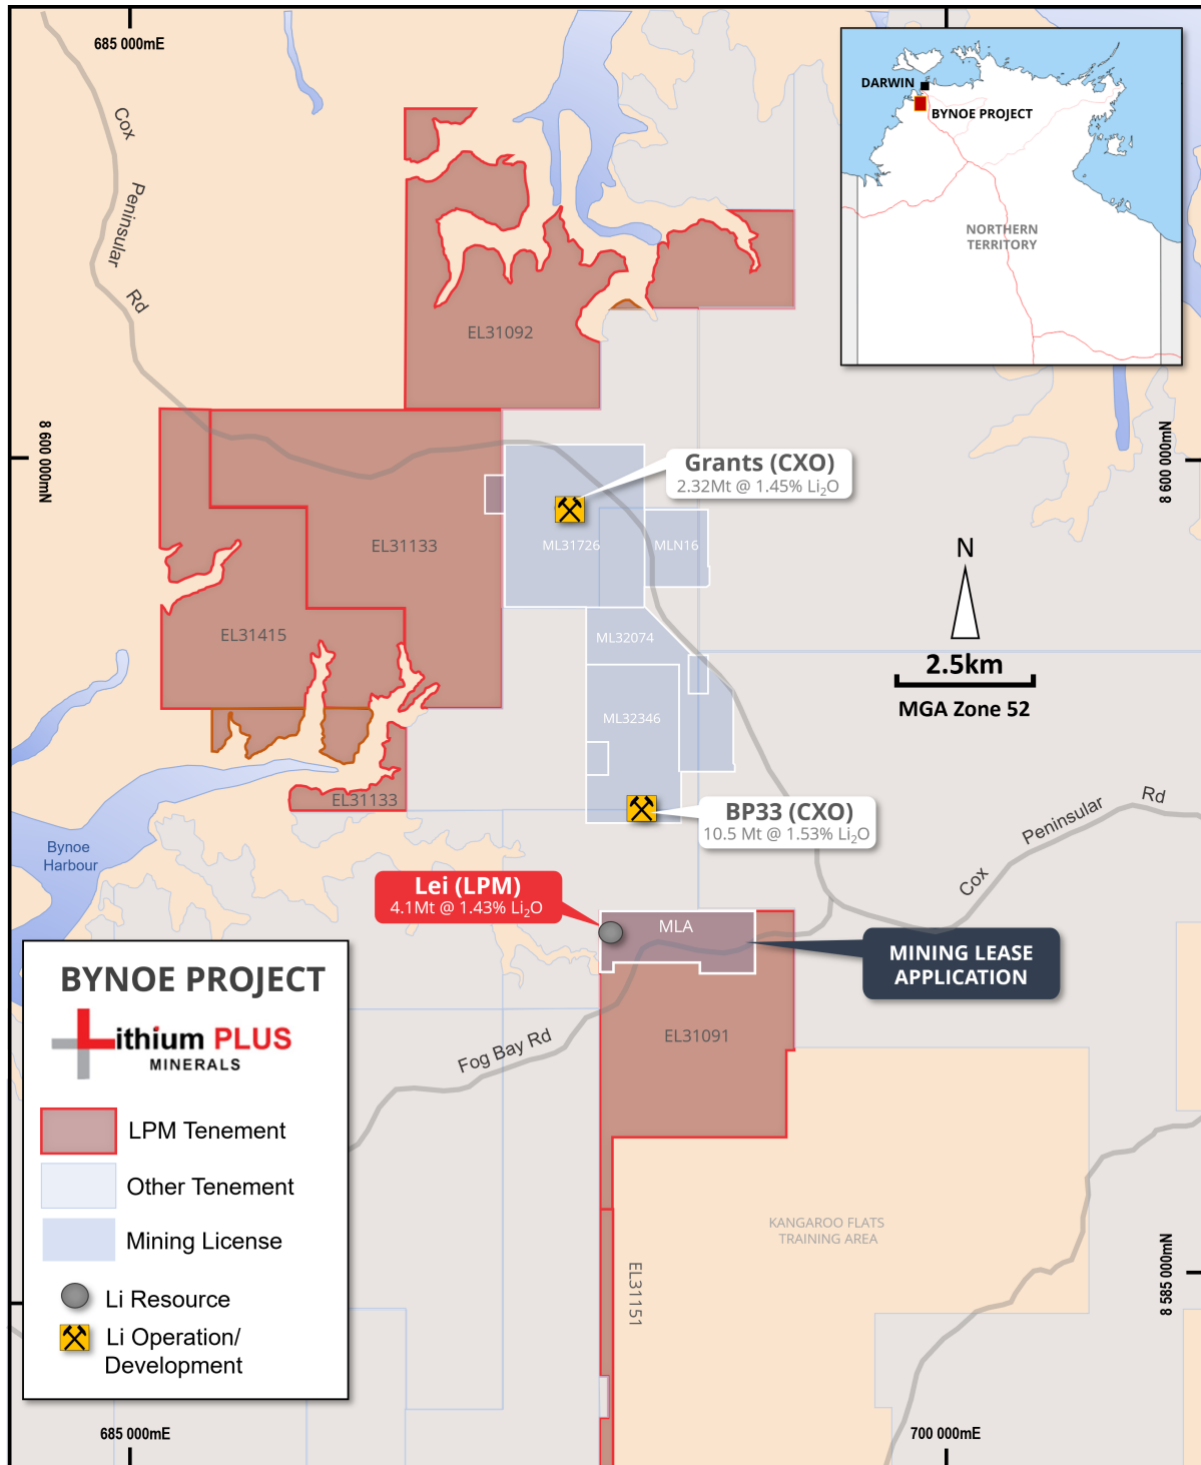 685 000mE
DARWIN
BYNOE PROJECT
NORTHERN
TERRITORY
Cox
Peninsular
Rd
EL31092
8 600 000mN
8 600 000mN
Grants (CXO)
2.32Mt @ 1.45% Li₂O
EL31133
ML31726
MLN16
N
2.5km
MGA Zone 52
EL31415
ML32074
ML32346
EL31133
BP33 (CXO)
10.5 Mt @ 1.53% Li₂O
Bynoe
Harbour
Cox
Peninsular
Rd
Lei (LPM)
4.1Mt @ 1.43% Li₂O
MLA
MINING LEASE
APPLICATION
EL31091
Fog Bay Rd
BYNOE PROJECT
Lithium PLUS
MINERALS
LPM Tenement
Other Tenement
Mining License
Li Resource
Li Operation/
Development
KANGAROO FLATS
TRAINING AREA
EL31151
8 585 000mN
685 000mE
700 000mE